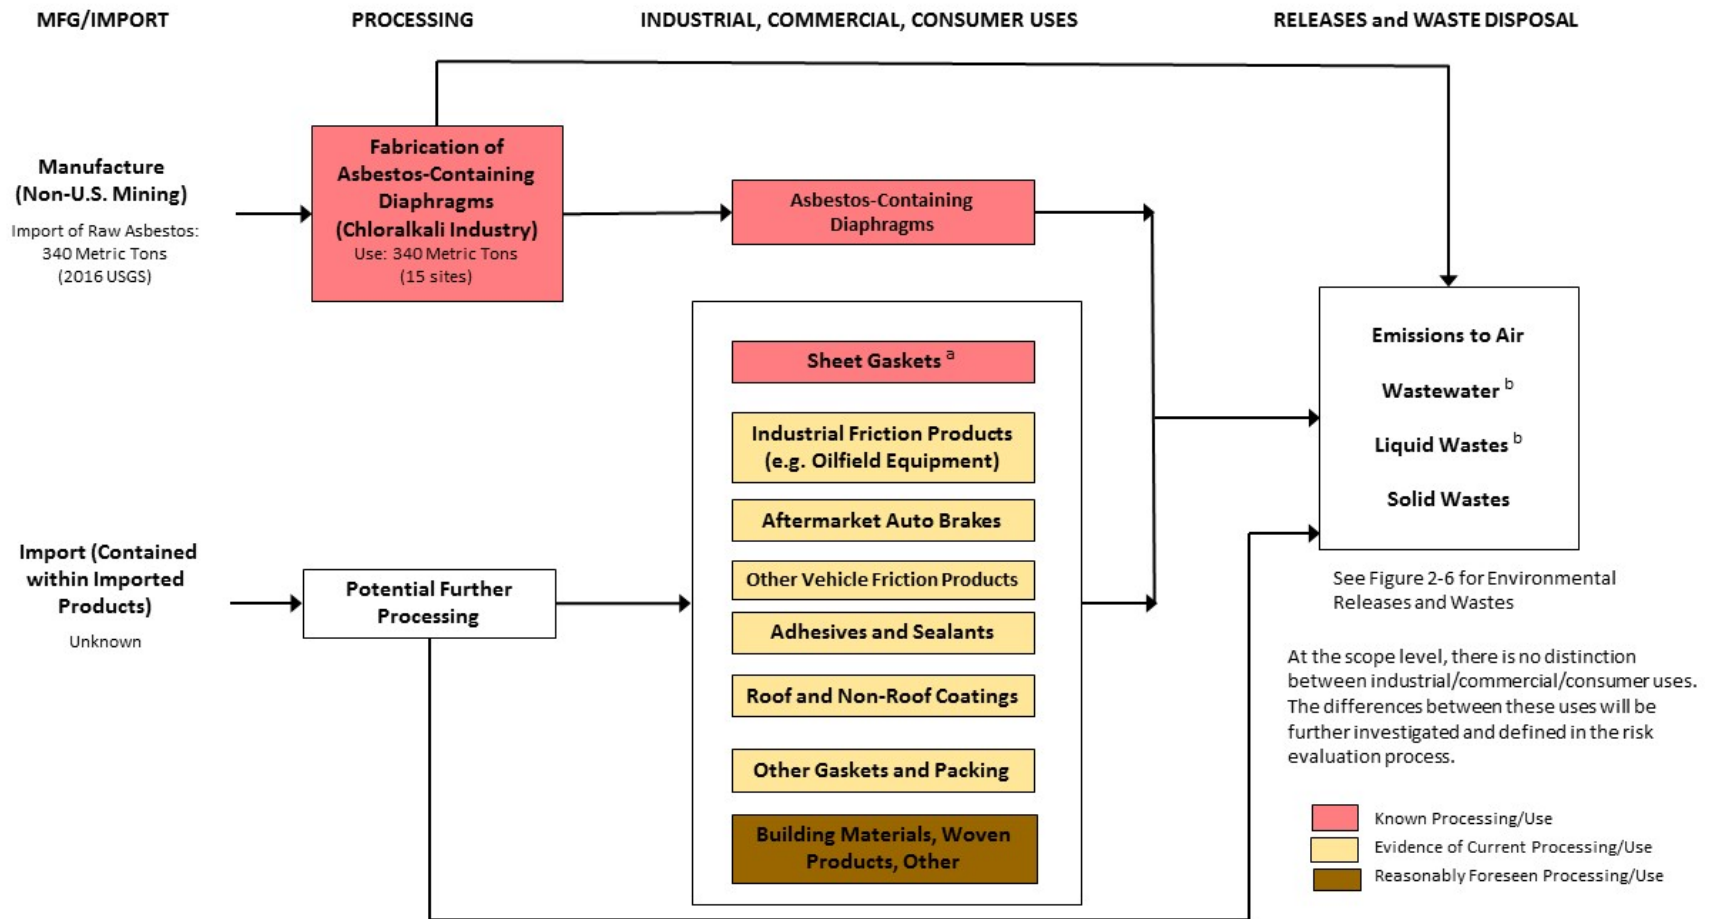 MFG/IMPORT
PROCESSING
INDUSTRIAL, COMMERCIAL, CONSUMER USES
RELEASES and WASTE DISPOSAL
Manufacture
(Non-U.S. Mining)
Import of Raw Asbestos:
340 Metric Tons
(2016 USGS)
Fabrication of
Asbestos-Containing
Diaphragms
(Chloralkali Industry)
Use: 340 Metric Tons
(15 sites)
Asbestos-Containing
Diaphragms
Import (Contained
within Imported
Products)
Unknown
Potential Further
Processing
Sheet Gaskets a
Industrial Friction Products
(e.g. Oilfield Equipment)
Aftermarket Auto Brakes
Other Vehicle Friction Products
Adhesives and Sealants
Roof and Non-Roof Coatings
Other Gaskets and Packing
Building Materials, Woven
Products, Other
Emissions to Air
Wastewater b
Liquid Wastes b
Solid Wastes
See Figure 2-6 for Environmental
Releases and Wastes
At the scope level, there is no distinction
between industrial/commercial/consumer uses.
The differences between these uses will be
further investigated and defined in the risk
evaluation process.
Known Processing/Use
Evidence of Current Processing/Use
Reasonably Foreseen Processing/Use